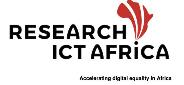 RESEARCH
ICT AFRICA
Accelerating digital equality in Africa